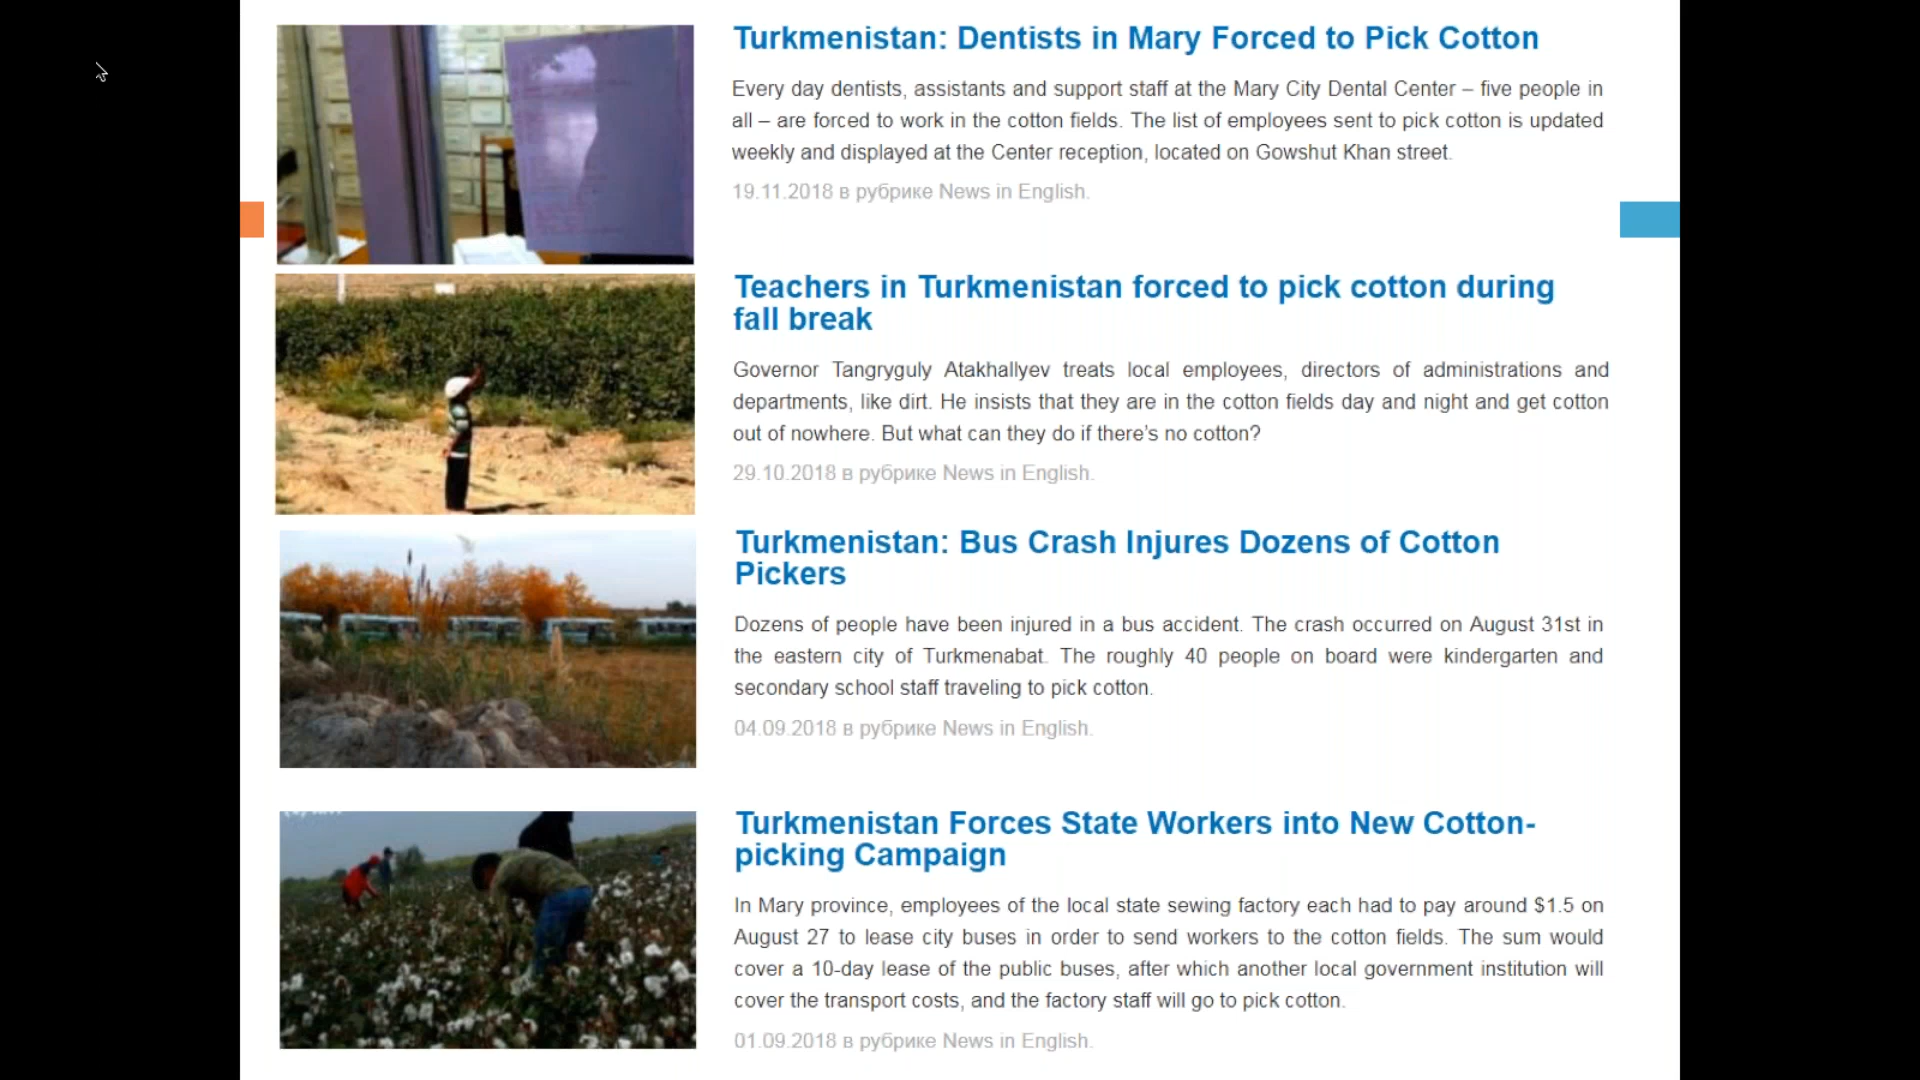 Turkmenistan: Dentists in Mary Forced to Pick Cotton
Every day dentists, assistants and support staff at the Mary City Dental Center – five people in
all – are forced to work in the cotton fields. The list of employees sent to pick cotton is updated
weekly and displayed at the Center reception, located on Gowshut Khan street.
19.11.2018 в рубрике News in English.
Teachers in Turkmenistan forced to pick cotton during
fall break
Governor Tangryguly Atakhallyev treats local employees, directors of administrations and
departments, like dirt. He insists that they are in the cotton fields day and night and get cotton
out of nowhere. But what can they do if there’s no cotton?
29.10.2018 в рубрике News in English.
Turkmenistan: Bus Crash Injures Dozens of Cotton
Pickers
Dozens of people have been injured in a bus accident. The crash occurred on August 31st in
the eastern city of Turkmenabat. The roughly 40 people on board were kindergarten and
secondary school staff traveling to pick cotton.
04.09.2018 в рубрике News in English.
Turkmenistan Forces State Workers into New Cotton-
picking Campaign
In Mary province, employees of the local state sewing factory each had to pay around $1.5 on
August 27 to lease city buses in order to send workers to the cotton fields. The sum would
cover a 10-day lease of the public buses, after which another local government institution will
cover the transport costs, and the factory staff will go to pick cotton.
01.09.2018 в рубрике News in English.